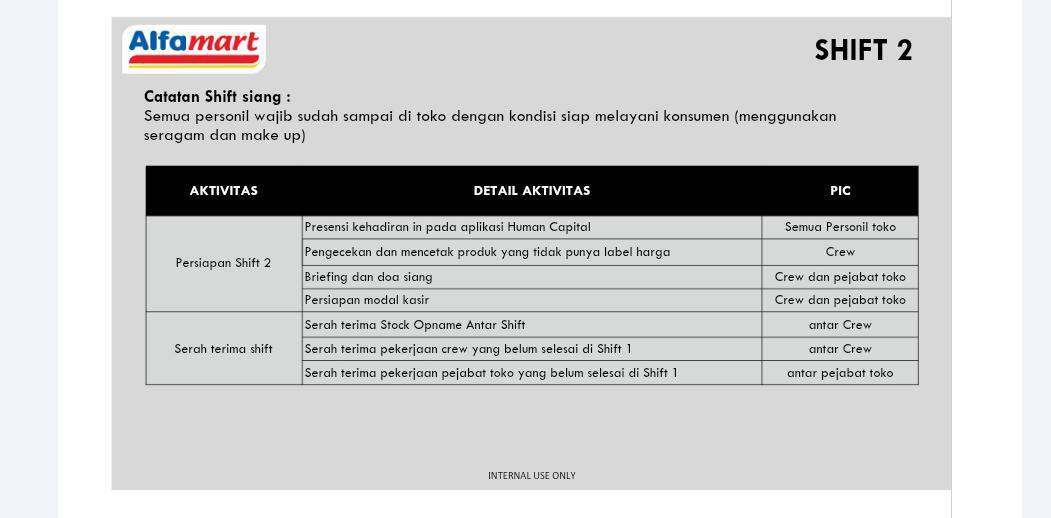 Alfamart
SHIFT 2
Catatan Shift siang :
Semua personil wajib sudah sampai di toko dengan kondisi siap melayani konsumen (menggunakan
seragam dan make up)
AKTIVITAS DETAIL AKTIVITAS PIC
Persiapan Shift 2
Presensi kehadiran in pada aplikasi Human Capital Semua Personil toko
Pengecekan dan mencetak produk yang tidak punya label harga Crew
Briefing dan doa siang Crew dan pejabat toko
Persiapan modal kasir Crew dan pejabat toko
Serah terima shift
Serah terima Stock Opname Antar Shift antar Crew
Serah terima pekerjaan crew yang belum selesai di Shift 1 antar Crew
Serah terima pekerjaan pejabat toko yang belum selesai di Shift 1 antar pejabat toko
INTERNAL USE ONLY